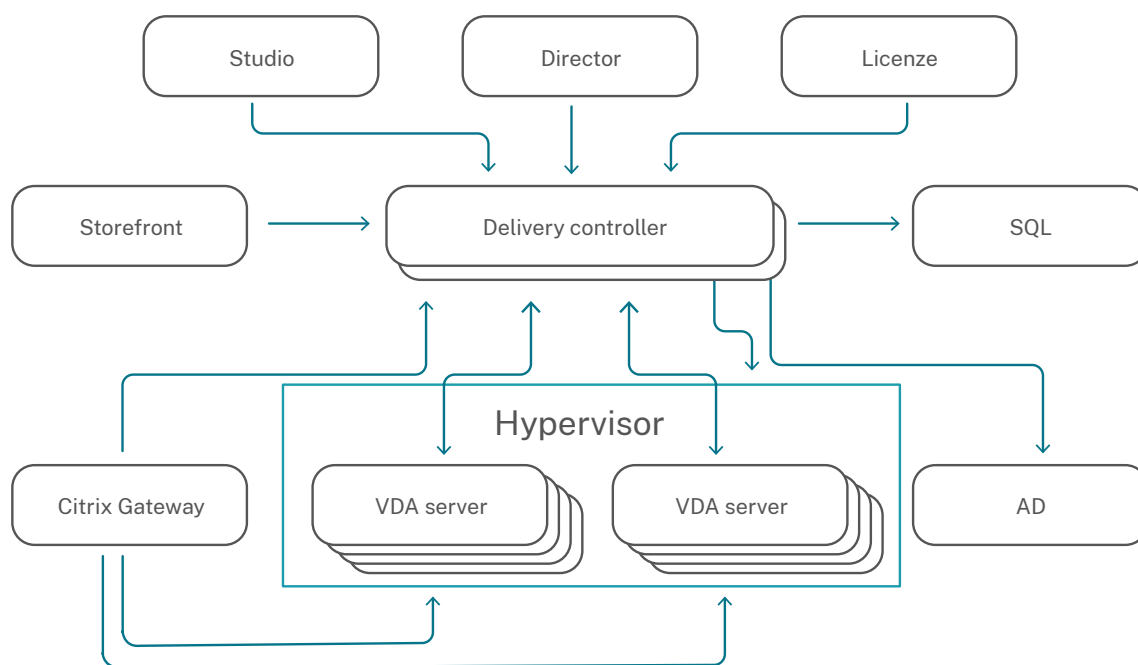 Studio
Director
Licenze
Storefront
Delivery controller
SQL
Hypervisor
Citrix Gateway
VDA server
VDA server
AD